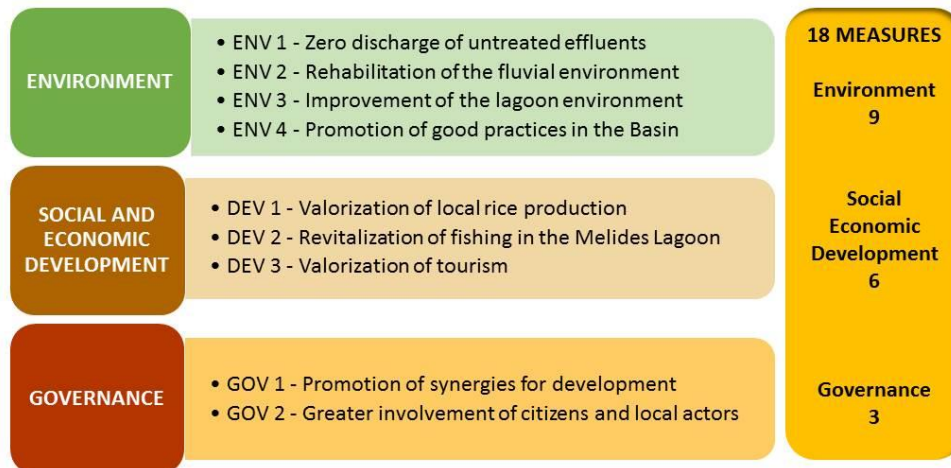 ENVIRONMENT
• ENV 1 - Zero discharge of untreated effluents
• ENV 2 - Rehabilitation of the fluvial environment
• ENV 3 - Improvement of the lagoon environment
• ENV 4 - Promotion of good practices in the Basin
SOCIAL AND
ECONOMIC
DEVELOPMENT
• DEV 1 - Valorization of local rice production
• DEV 2 - Revitalization of fishing in the Melides Lagoon
• DEV 3 - Valorization of tourism
GOVERNANCE
• GOV 1 - Promotion of synergies for development
• GOV 2 - Greater involvement of citizens and local actors
18 MEASURES
Environment
9
Social
Economic
Development
6
Governance
3